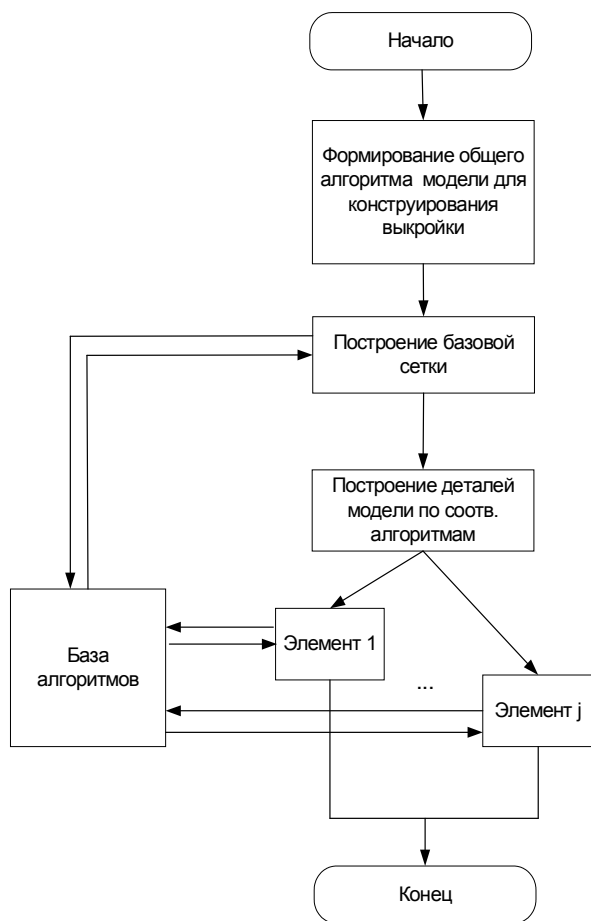 Начало
Формирование общего
алгоритма модели для
конструирования
выкройки
Построение базовой
сетки
Построение деталей
модели по соотв.
алгоритмам
База
алгоритмов
Элемент 1
...
Элемент j
Конец